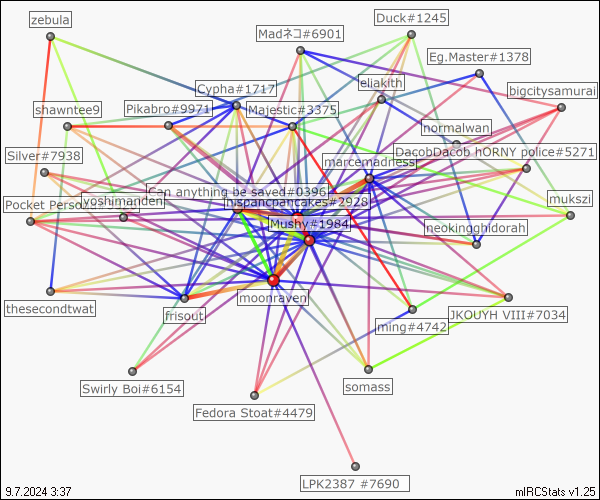 zebula
Duck#1245
Madネコ#6901
Eg.Master#1378
eliakith
Cypha#1717
bigcitysamurai
shawntee9
Pikabro#9971
Majestic#3375
normalwan
Silver#7938
DacobDacob hORNY police#5271
marcemadness
Can anything be saved#0396
Pocket Person
yoshimanden
nispancpancakes#2928
mukszi
Mushy#1984
neokingghidorah
moonraven
thesecondtwat
frisout
ming#4742
JKOUYH VIII#7034
Swirly Boi#6154
somass
Fedora Stoat#4479
LPK2387 #7690
9.7.2024 3:37
mIRCStats v1.25